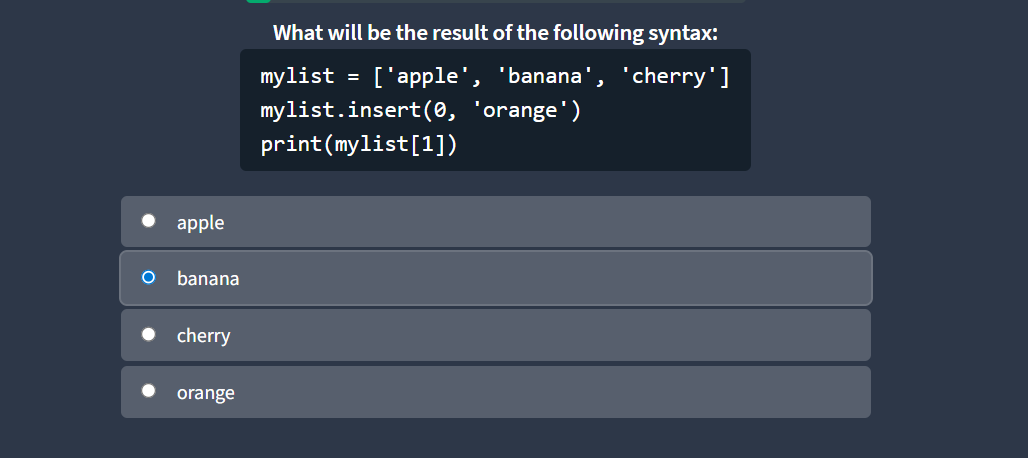 What will be the result of the following syntax:
mylist = ['apple', 'banana', 'cherry']
mylist.insert(0, 'orange')
print(mylist[1])
apple
banana
cherry
orange